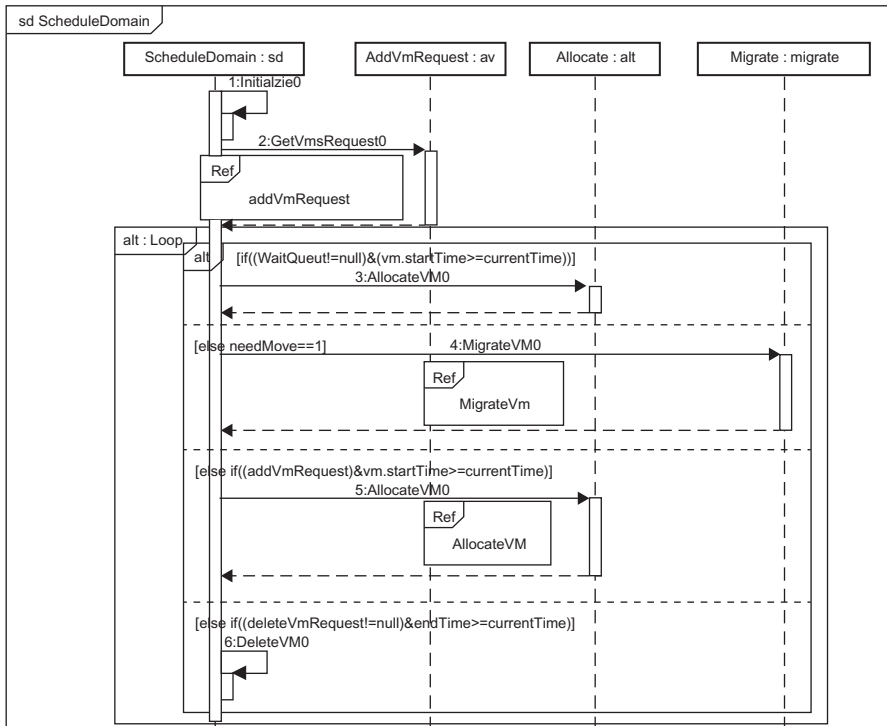 sd ScheduleDomain
ScheduleDomain : sd
AddVmRequest : av
Allocate : alt
Migrate : migrate
1:Initialzie0
2:GetVmsRequest0
Ref
addVmRequest
alt : Loop
alt
[if((WaitQueut!=null)&(vm.startTime>=currentTime))]
3:AllocateVM0
[else needMove==1]
4:MigrateVM0
Ref
MigrateVm
[else if((addVmRequest)&vm.startTime>=currentTime)]
5:AllocateVM0
Ref
AllocateVM
[else if((deleteVmRequest!=null)&endTime>=currentTime)]
6:DeleteVM0